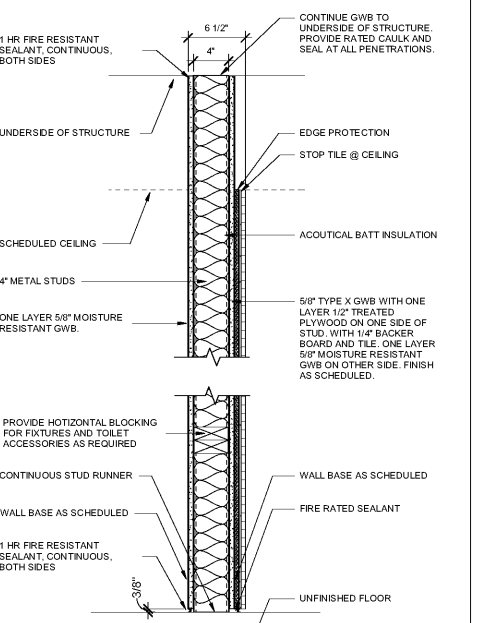 6 1/2"
4"
1 HR FIRE RESISTANT
SEALANT, CONTINUOUS,
BOTH SIDES
CONTINUE GWB TO
UNDERSIDE OF STRUCTURE.
PROVIDE RATED CAULK AND
SEAL AT ALL PENETRATIONS.
UNDERSIDE OF STRUCTURE
EDGE PROTECTION
STOP TILE @ CEILING
SCHEDULED CEILING
ACOUTICAL BATT INSULATION
4" METAL STUDS
ONE LAYER 5/8" MOISTURE
RESISTANT GWB.
5/8" TYPE X GWB WITH ONE
LAYER 1/2" TREATED
PLYWOOD ON ONE SIDE OF
STUD. WITH 1/4" BACKER
BOARD AND TILE. ONE LAYER
5/8" MOISTURE RESISTANT
GWB ON OTHER SIDE. FINISH
AS SCHEDULED.
PROVIDE HOTIZONTAL BLOCKING
FOR FIXTURES AND TOILET
ACCESSORIES AS REQUIRED
CONTINUOUS STUD RUNNER
WALL BASE AS SCHEDULED
WALL BASE AS SCHEDULED
FIRE RATED SEALANT
1 HR FIRE RESISTANT
SEALANT, CONTINUOUS,
BOTH SIDES
3/8"
UNFINISHED FLOOR